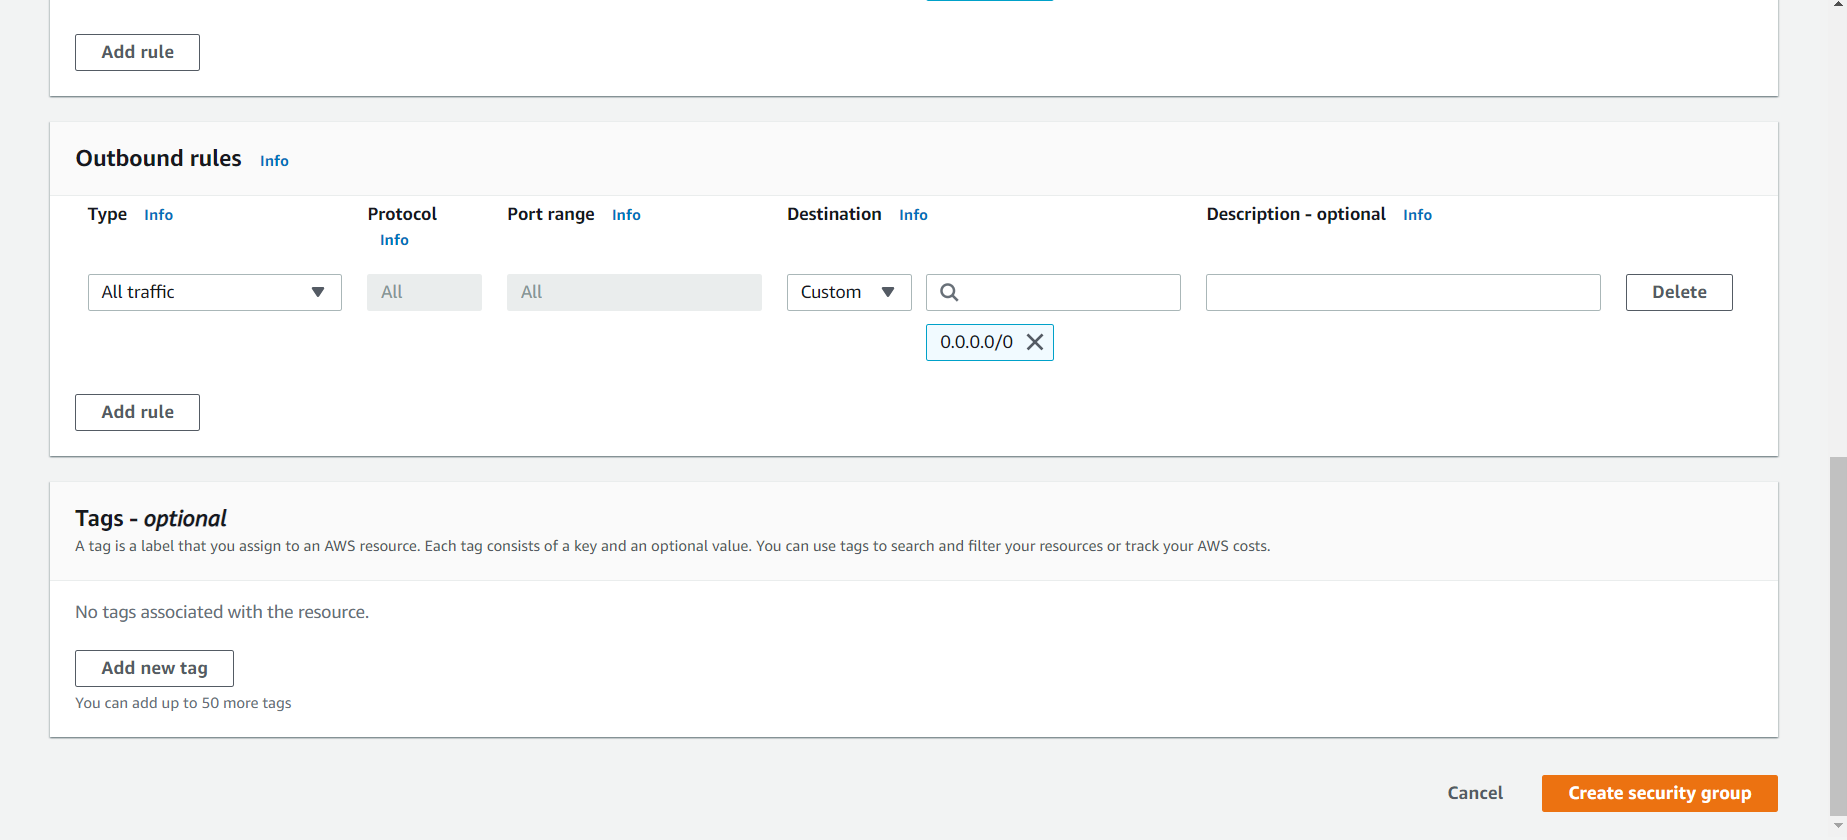 Add rule
Outbound rules Info
Type Info Protocol Info Port range Info Destination Info Description - optional Info
All traffic All All Custom Delete
0.0.0.0/0
Add rule
Tags - optional
A tag is a label that you assign to an AWS resource. Each tag consists of a key and an optional value. You can use tags to search and filter your resources or track your AWS costs.
No tags associated with the resource.
Add new tag
You can add up to 50 more tags
Cancel Create security group